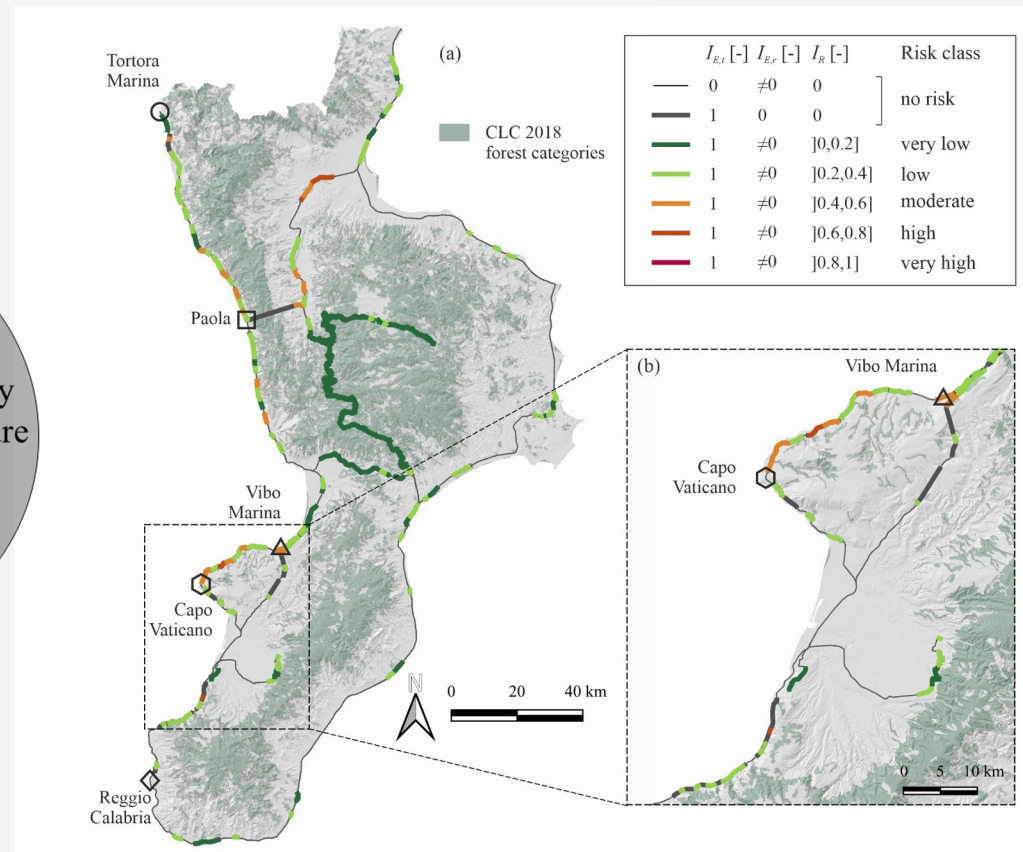 y
re
Tortora
Marina
(a)
CLC 2018
forest categories
Paola
Vibo
Marina
Capo
Vaticano
Reggio
Calabria
N
0 20 40 km
I_E,t [-] I_E,r [-] I_R [-] Risk class
0 ≠0 0
no risk
1 0 0
1 ≠0 ]0,0.2] very low
1 ≠0 ]0.2,0.4] low
1 ≠0 ]0.4,0.6] moderate
1 ≠0 ]0.6,0.8] high
1 ≠0 ]0.8,1] very high
(b)
Vibo Marina
Capo
Vaticano
0 5 10 km